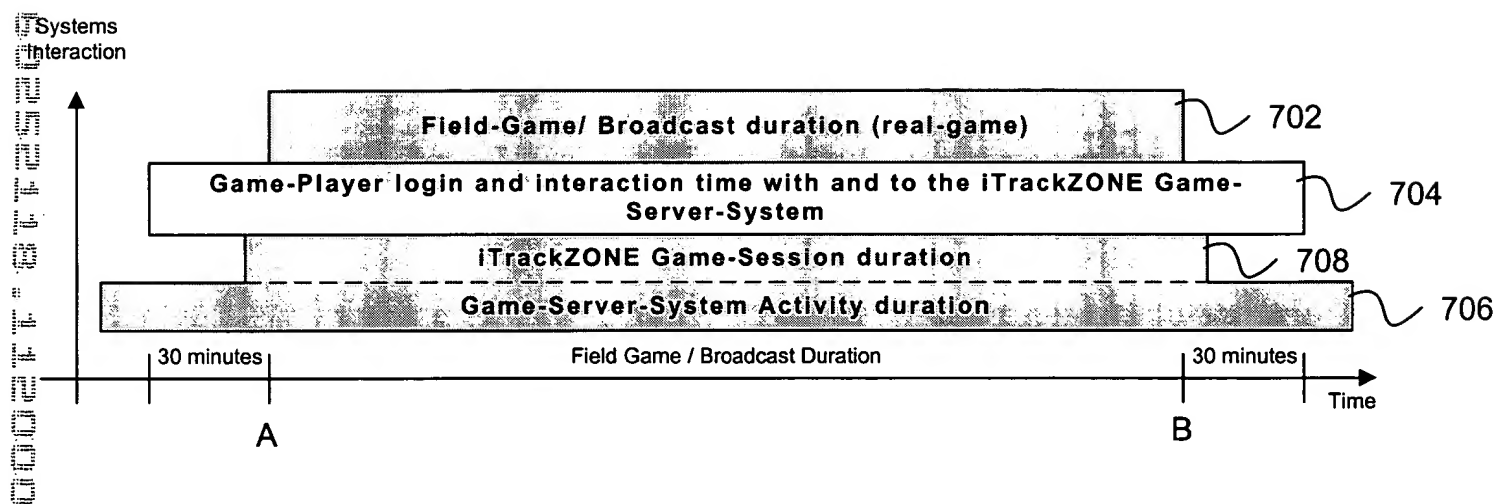 Systems
Interaction
Field-Game/ Broadcast duration (real-game)
702
Game-Player login and interaction time with and to the iTrackZONE Game-
Server-System
704
iTrackZONE Game-Session duration
708
Game-Server-System Activity duration
706
30 minutes
Field Game / Broadcast Duration
30 minutes
Time
A
B